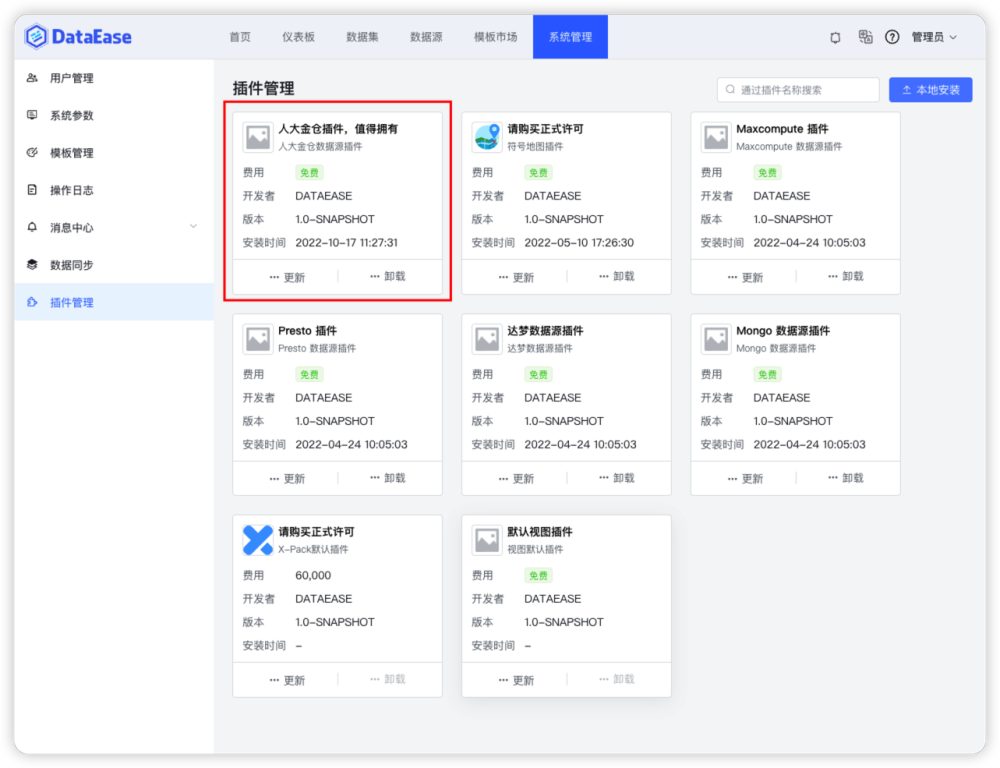 DataEase
首页 仪表板 数据集 数据源 模板市场 系统管理 管理员
用户管理
系统参数
模板管理
操作日志
消息中心
数据同步
插件管理
插件管理
通过插件名称搜索
本地安装
人大金仓插件，值得拥有
人大金仓数据源插件
费用 免费
开发者 DATAEASE
版本 1.0-SNAPSHOT
安装时间 2022-10-17 11:27:31
··· 更新 ··· 卸载
请购买正式许可
符号地图插件
费用 免费
开发者 DATAEASE
版本 1.0-SNAPSHOT
安装时间 2022-05-10 17:26:30
··· 更新 ··· 卸载
Maxcompute 插件
Maxcompute 数据源插件
费用 免费
开发者 DATAEASE
版本 1.0-SNAPSHOT
安装时间 2022-04-24 10:05:03
··· 更新 ··· 卸载
Presto 插件
Presto 数据源插件
费用 免费
开发者 DATAEASE
版本 1.0-SNAPSHOT
安装时间 2022-04-24 10:05:03
··· 更新 ··· 卸载
达梦数据源插件
达梦数据源插件
费用 免费
开发者 DATAEASE
版本 1.0-SNAPSHOT
安装时间 2022-04-24 10:05:03
··· 更新 ··· 卸载
Mongo 数据源插件
Mongo 数据源插件
费用 免费
开发者 DATAEASE
版本 1.0-SNAPSHOT
安装时间 2022-04-24 10:05:03
··· 更新 ··· 卸载
请购买正式许可
X-Pack默认插件
费用 60,000
开发者 DATAEASE
版本 1.0-SNAPSHOT
安装时间 -
··· 更新 ··· 卸载
默认视图插件
视图默认插件
费用 免费
开发者 DATAEASE
版本 1.0-SNAPSHOT
安装时间 -
··· 更新 ··· 卸载